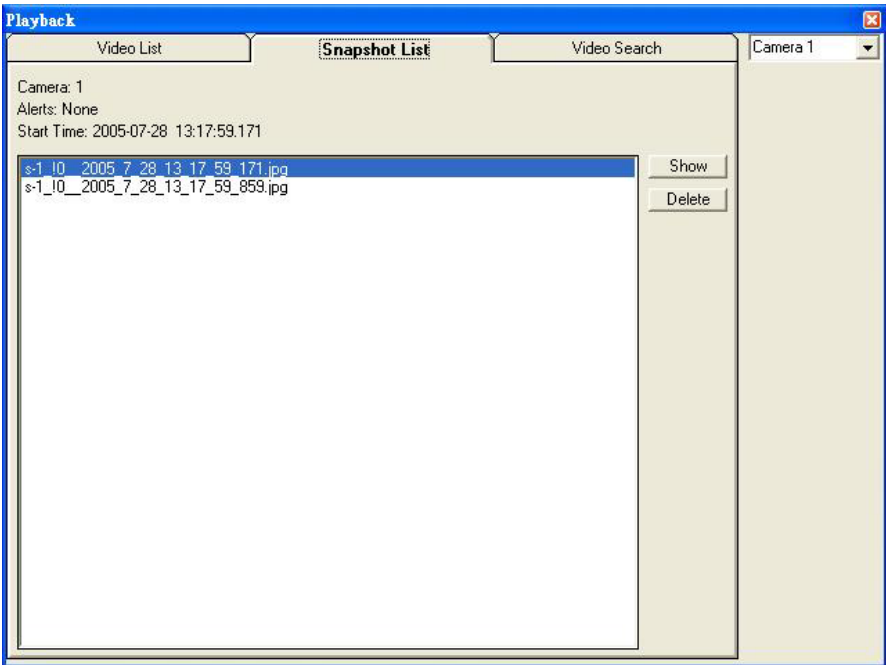 Playback
Video List
Snapshot List
Video Search
Camera 1
Camera: 1
Alerts: None
Start Time: 2005-07-28 13:17:59.171
s-1_!0__2005_7_28_13_17_59_171.jpg
s-1_!0__2005_7_28_13_17_59_859.jpg
Show
Delete